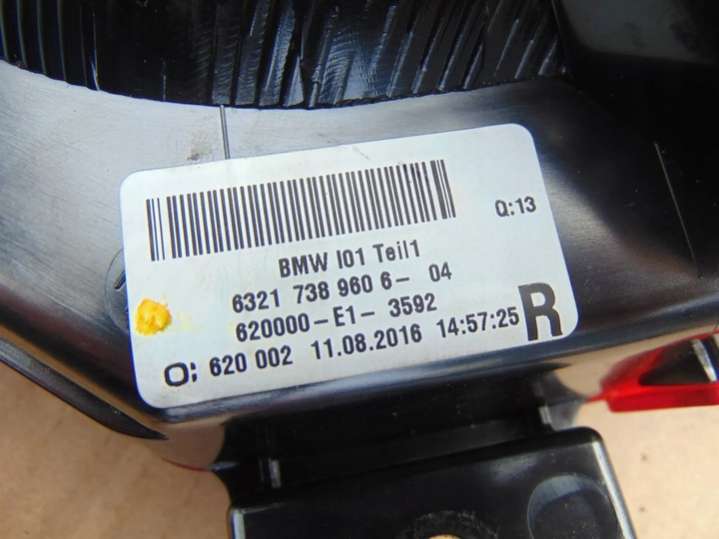 Q:13
BMW I01 Teil1
6321 738 960 6- 04
620000-E1- 3592
O; 620 002 11.08.2016 14:57:25 R